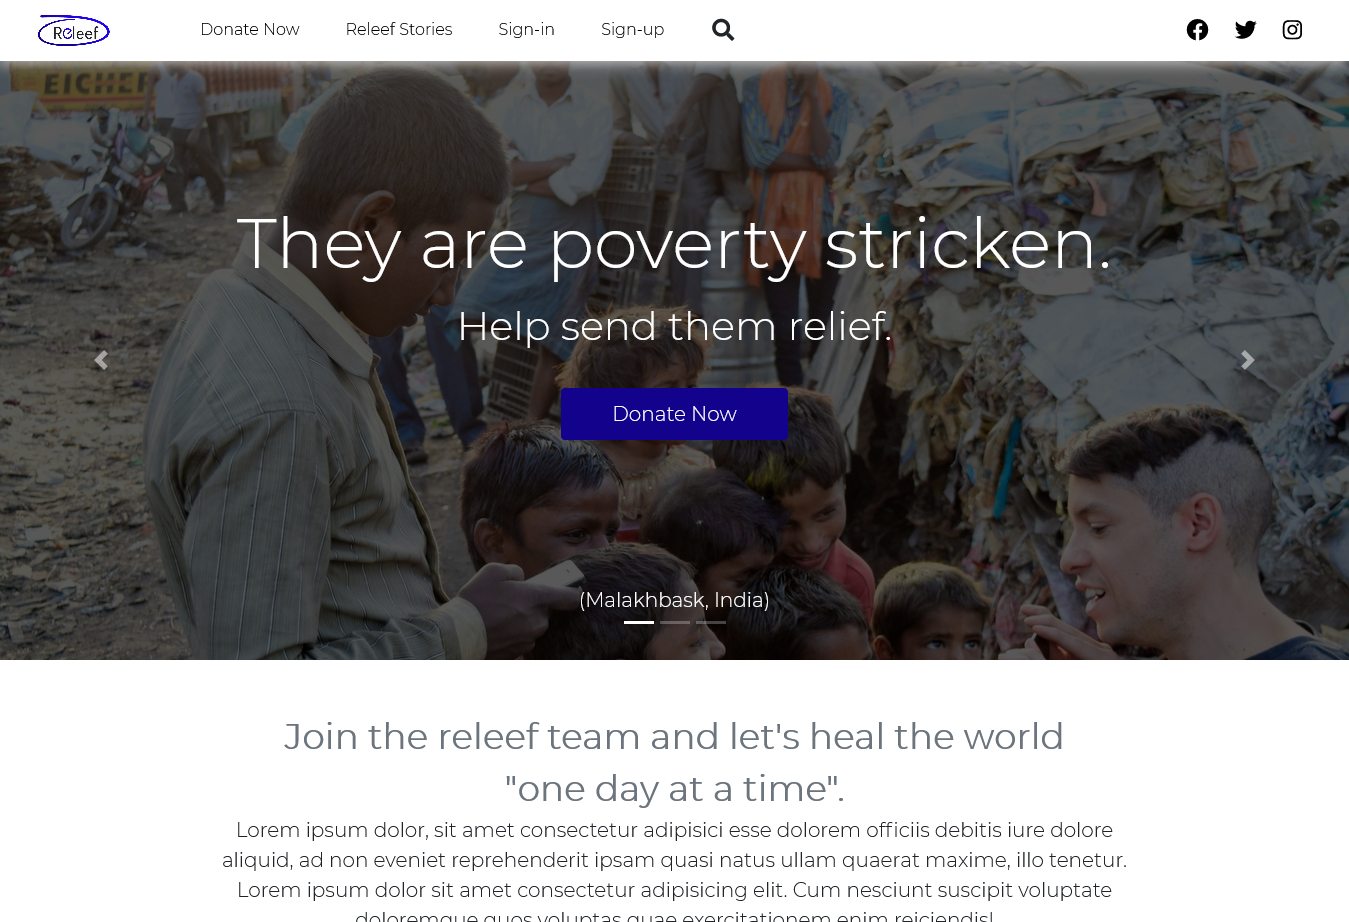 Releef
Donate Now
Releef Stories
Sign-in
Sign-up
EICHER
They are poverty stricken.
Help send them relief.
Donate Now
(Malakhbask, India)
Join the releef team and let's heal the world
"one day at a time".
Lorem ipsum dolor, sit amet consectetur adipisici esse dolorem officiis debitis iure dolore
aliquid, ad non eveniet reprehenderit ipsam quasi natus ullam quaerat maxime, illo tenetur.
Lorem ipsum dolor sit amet consectetur adipisicing elit. Cum nesciunt suscipit voluptate
doloremque quos voluptas quae exercitationem enim reiciendis!